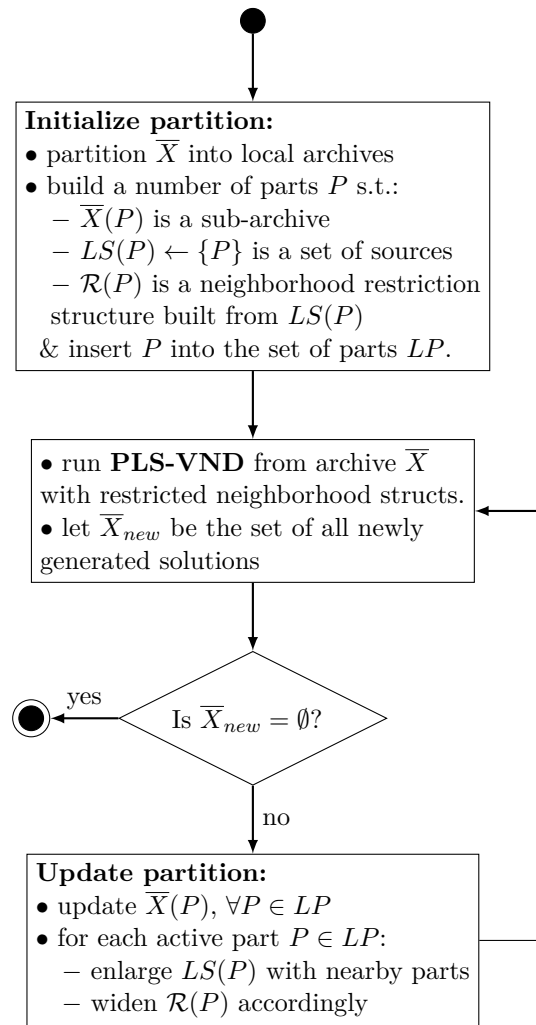 Initialize partition:
• partition X̅ into local archives
• build a number of parts P s.t.:
– X̅(P) is a sub-archive
– LS(P) ← {P} is a set of sources
– ℛ(P) is a neighborhood restriction
structure built from LS(P)
& insert P into the set of parts LP.
• run PLS-VND from archive X̅
with restricted neighborhood structs.
• let X̅_new be the set of all newly
generated solutions
yes
Is X̅_new = ∅?
no
Update partition:
• update X̅(P), ∀P ∈ LP
• for each active part P ∈ LP:
– enlarge LS(P) with nearby parts
– widen ℛ(P) accordingly